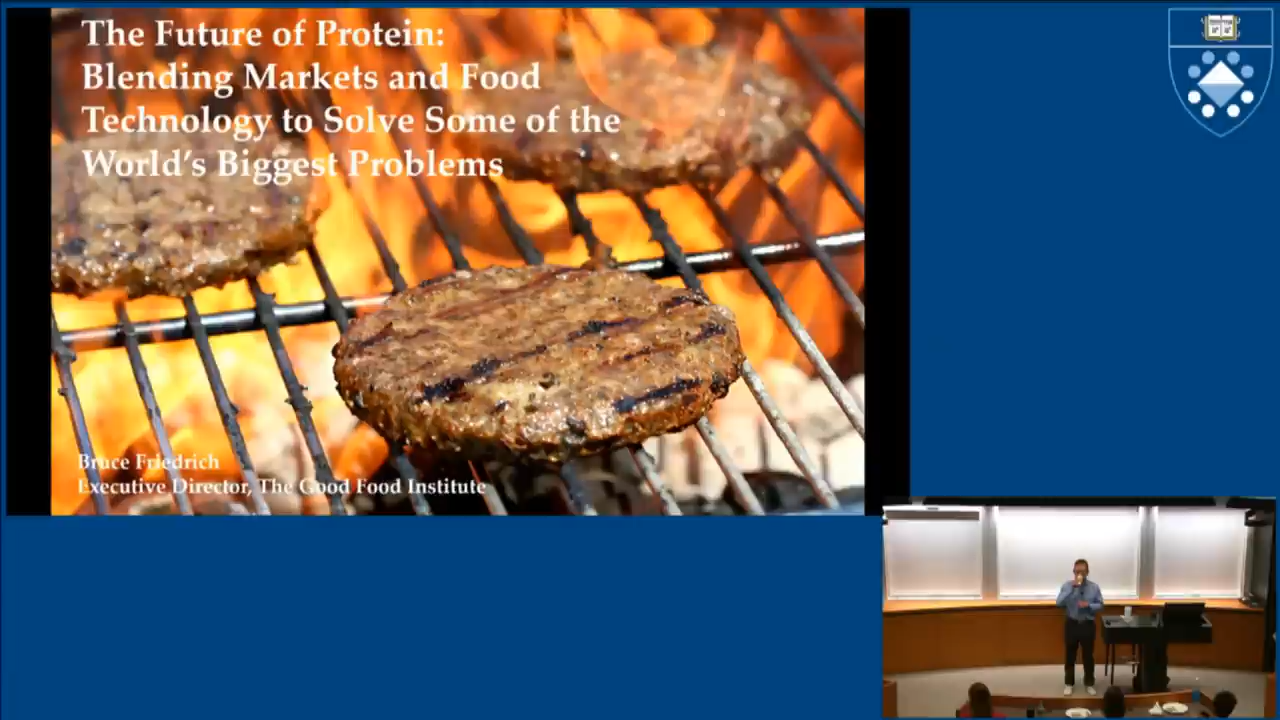 The Future of Protein:
Blending Markets and Food
Technology to Solve Some of the
World's Biggest Problems
Bruce Friedrich
Executive Director, The Good Food Institute